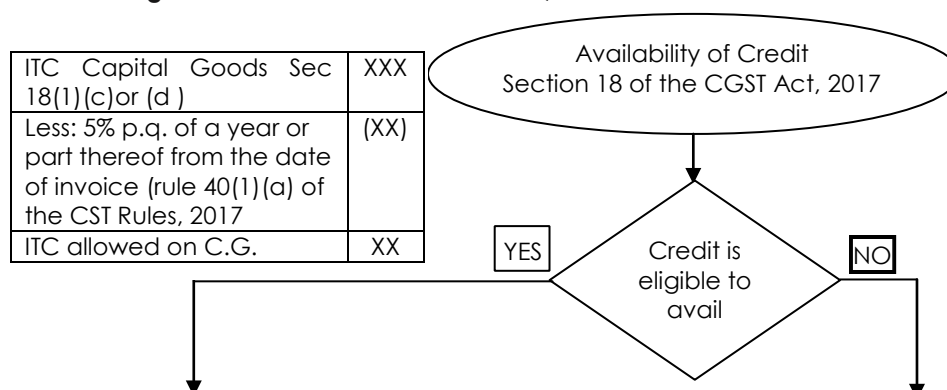 ITC Capital Goods Sec
18(1)(c)or (d )
XXX
Less: 5% p.q. of a year or
part thereof from the date
of invoice (rule 40(1)(a) of
the CST Rules, 2017
(XX)
ITC allowed on C.G.
XX
Availability of Credit
Section 18 of the CGST Act, 2017
YES
Credit is
eligible to
avail
NO